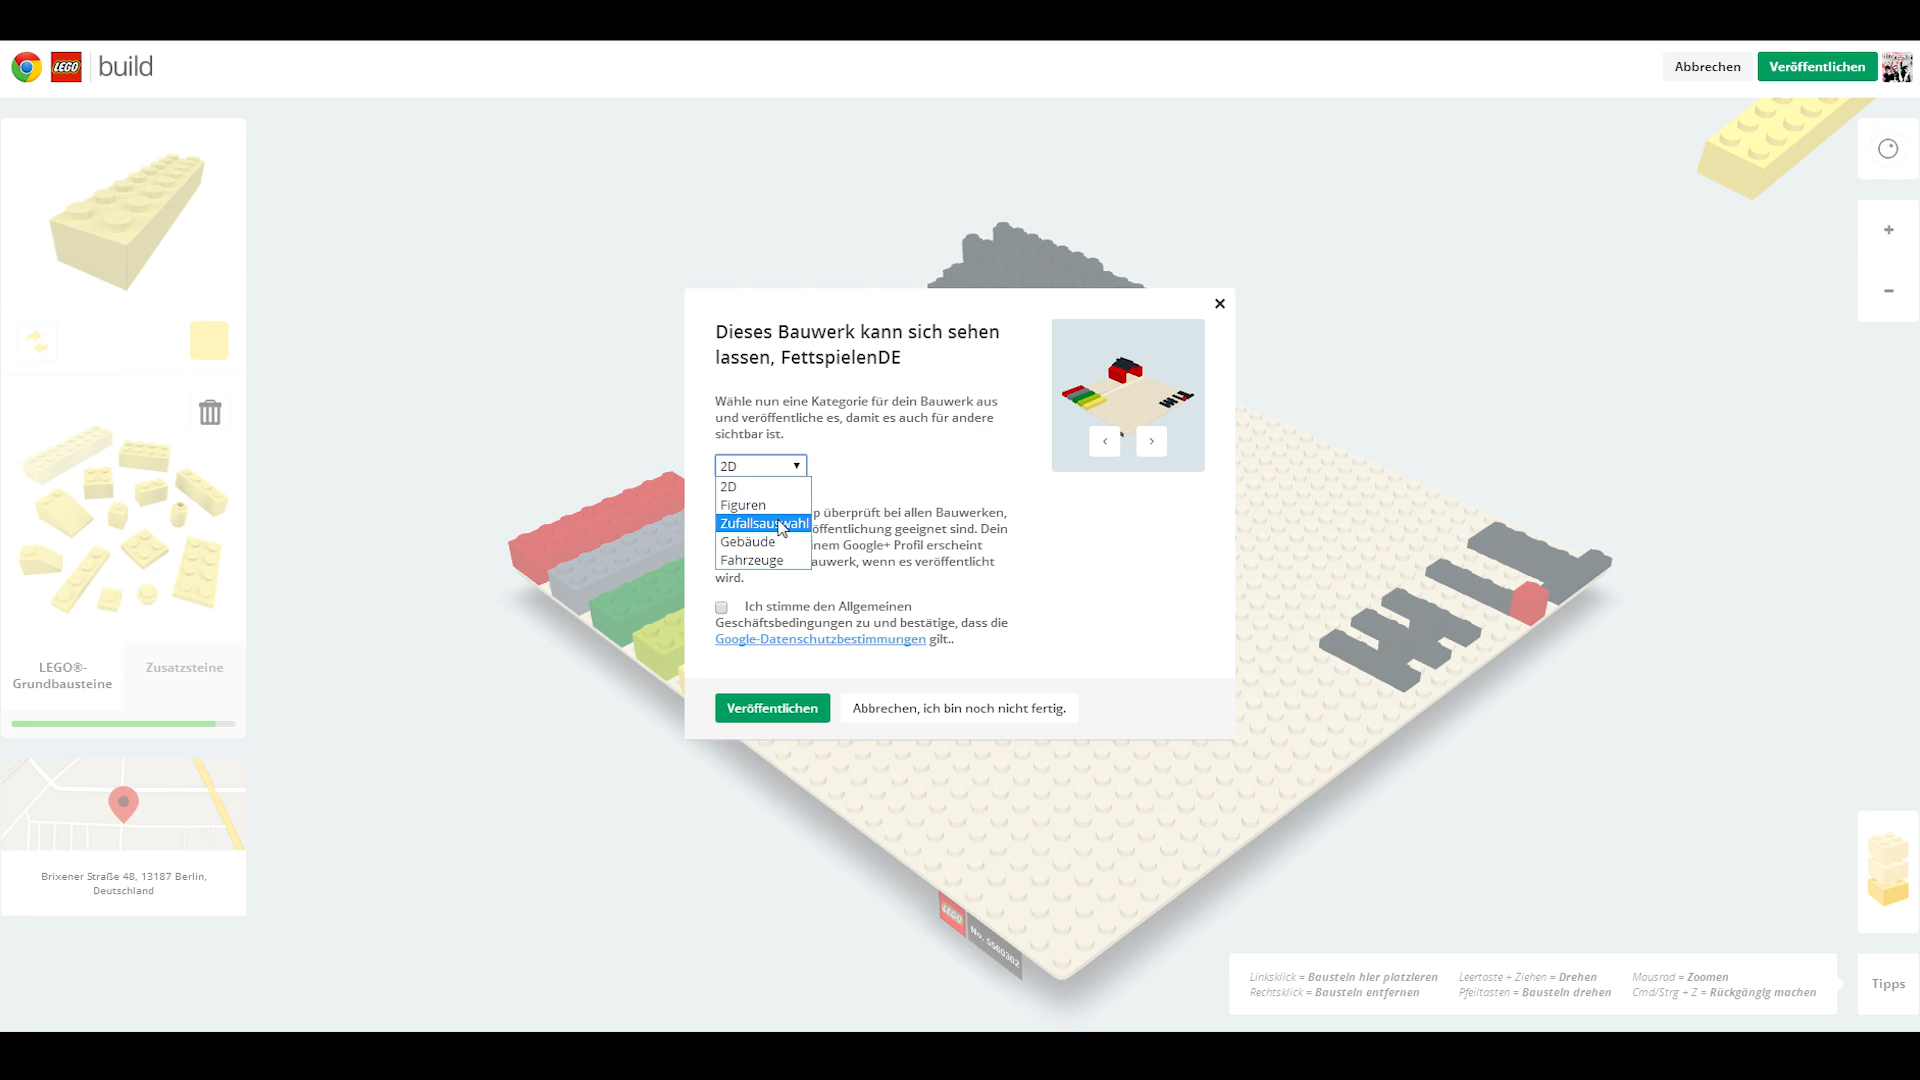 LEGO build
Abbrechen
Veröffentlichen
Dieses Bauwerk kann sich sehen
lassen, FettspielenDE
Wähle nun eine Kategorie für dein Bauwerk aus
und veröffentliche es, damit es auch für andere
sichtbar ist.
2D
2D
Figuren
Zufallsauswahl
Gebäude
Fahrzeuge
p überprüft bei allen Bauwerken,
öffentlichung geeignet sind. Dein
inem Google+ Profil erscheint
auwerk, wenn es veröffentlicht
wird.
Ich stimme den Allgemeinen
Geschäftsbedingungen zu und bestätige, dass die
Google-Datenschutzbestimmungen gilt..
Veröffentlichen
Abbrechen, ich bin noch nicht fertig.
LEGO®-
Grundbausteine
Zusatzsteine
Brixener Straße 48, 13187 Berlin,
Deutschland
LEGO
No. 5560302
Linksklick = Baustein hier platzieren
Rechtsklick = Baustein entfernen
Leertaste + Ziehen = Drehen
Pfeiltasten = Baustein drehen
Mausrad = Zoomen
Cmd/Strg + Z = Rückgängig machen
Tipps